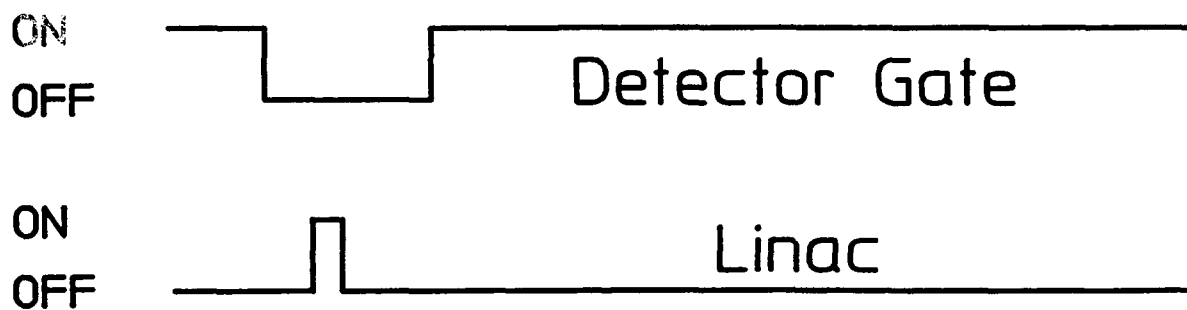 ON
OFF
Detector Gate
ON
OFF
Linac